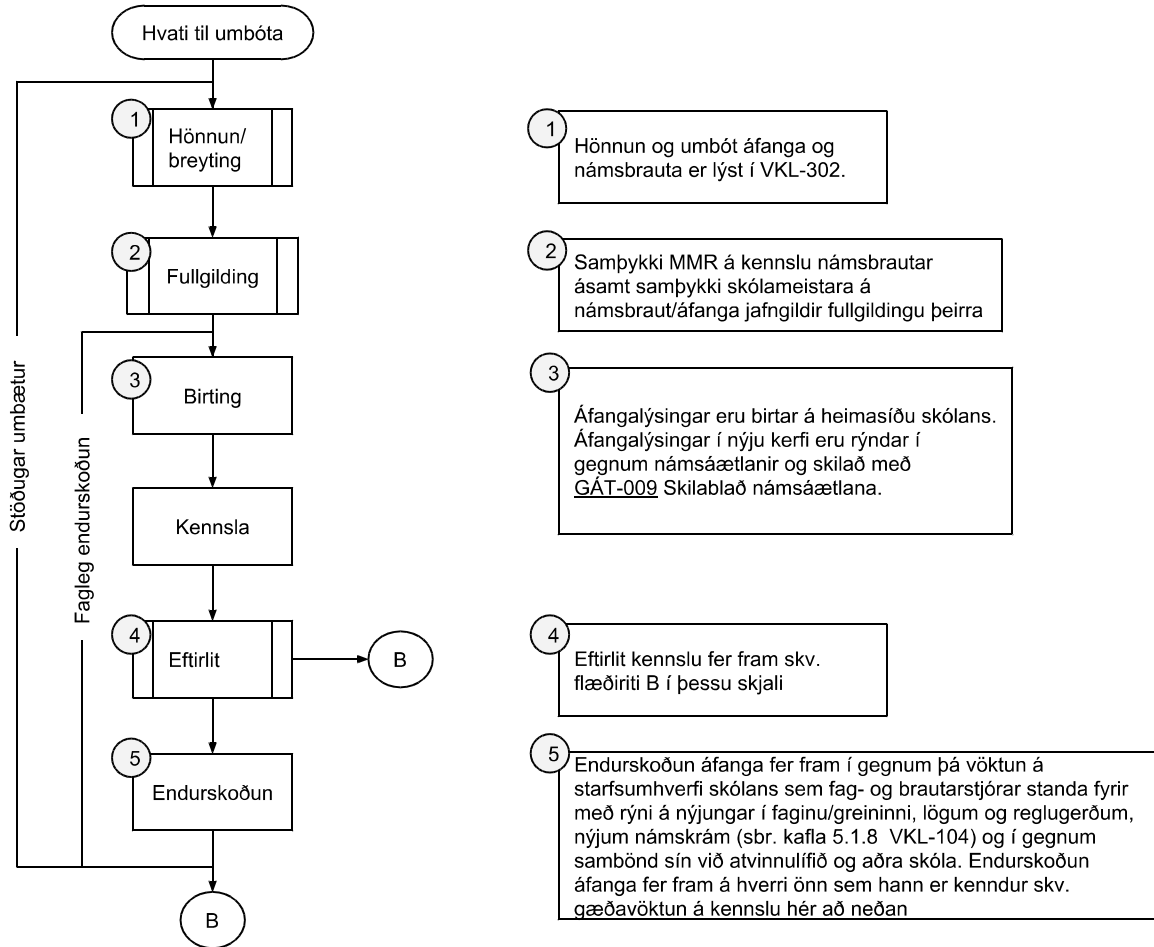 Hvati til umbóta
1
Hönnun/
breyting
2
Fullgilding
3
Birting
Kennsla
4
Eftirlit
B
5
Endurskoðun
B
Stöðugar umbætur
Fagleg endurskoðun
1
Hönnun og umbót áfanga og
námsbrauta er lýst í VKL-302.
2
Samþykki MMR á kennslu námsbrautar
ásamt samþykki skólameistara á
námsbraut/áfanga jafngildir fullgildingu þeirra
3
Áfangalýsingar eru birtar á heimasíðu skólans.
Áfangalýsingar í nýju kerfi eru rýndar í
gegnum námsáætlanir og skilað með
GÁT-009 Skilablað námsáætlana.
4
Eftirlit kennslu fer fram skv.
flæðiriti B í þessu skjali
5
Endurskoðun áfanga fer fram í gegnum þá vöktun á
starfsumhverfi skólans sem fag- og brautarstjórar standa fyrir
með rýni á nýjungar í faginu/greininni, lögum og reglugerðum,
nýjum námskrám (sbr. kafla 5.1.8 VKL-104) og í gegnum
sambönd sín við atvinnulífið og aðra skóla. Endurskoðun
áfanga fer fram á hverri önn sem hann er kenndur skv.
gæðavöktun á kennslu hér að neðan